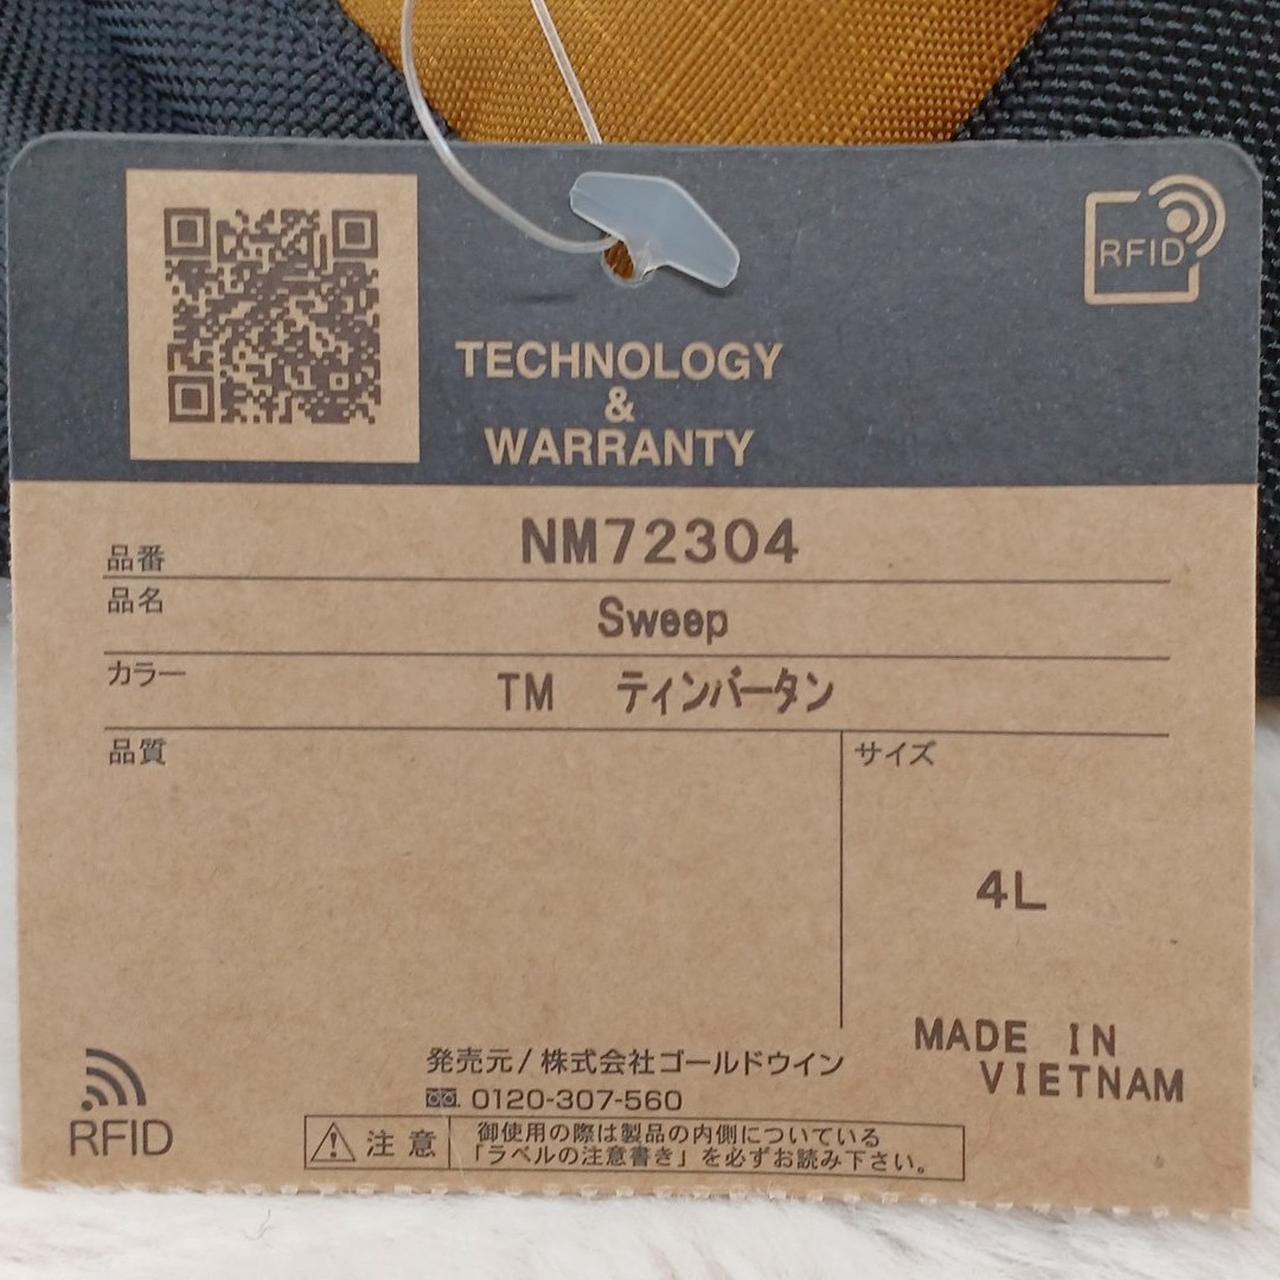 RFID
TECHNOLOGY
&
WARRANTY
品番 NM72304
品名 Sweep
カラー TM ティンバータン
品質
サイズ
4L
MADE IN
VIETNAM
発売元/株式会社ゴールドウイン
0120-307-560
RFID
注意
御使用の際は製品の内側についている
「ラベルの注意書き」を必ずお読み下さい。